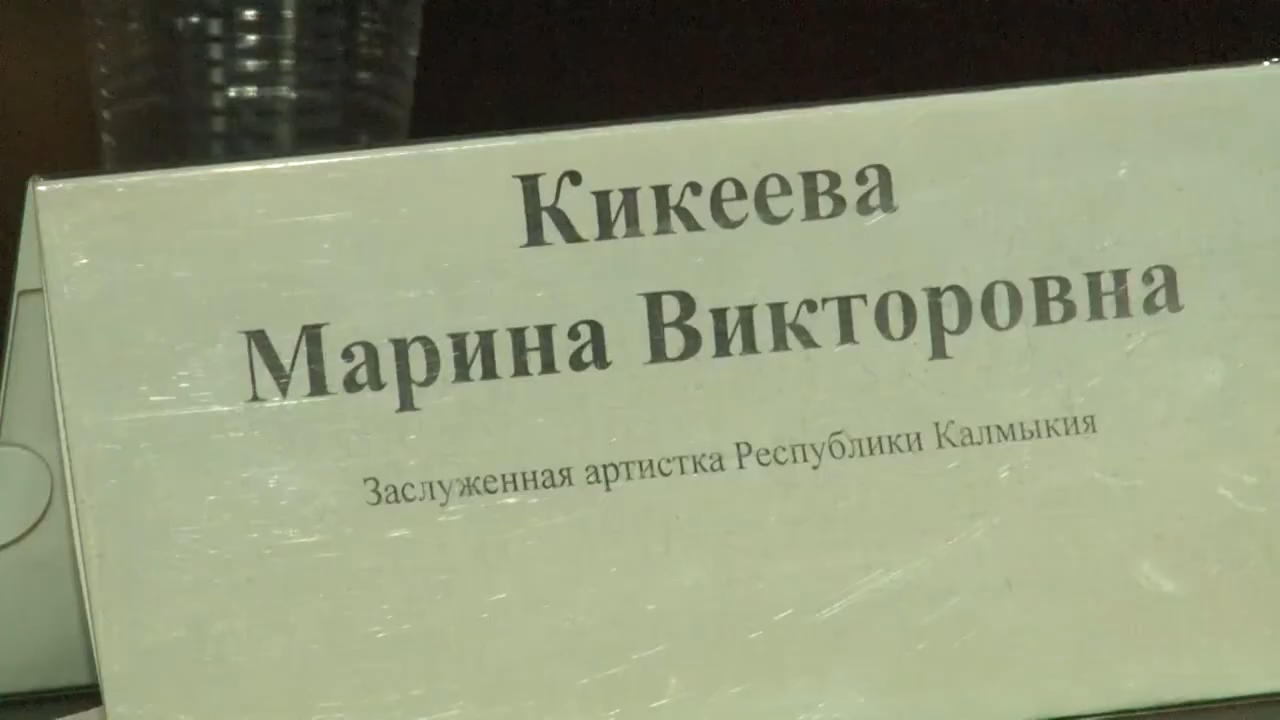 Кикеева
Марина Викторовна
Заслуженная артистка Республики Калмыкия